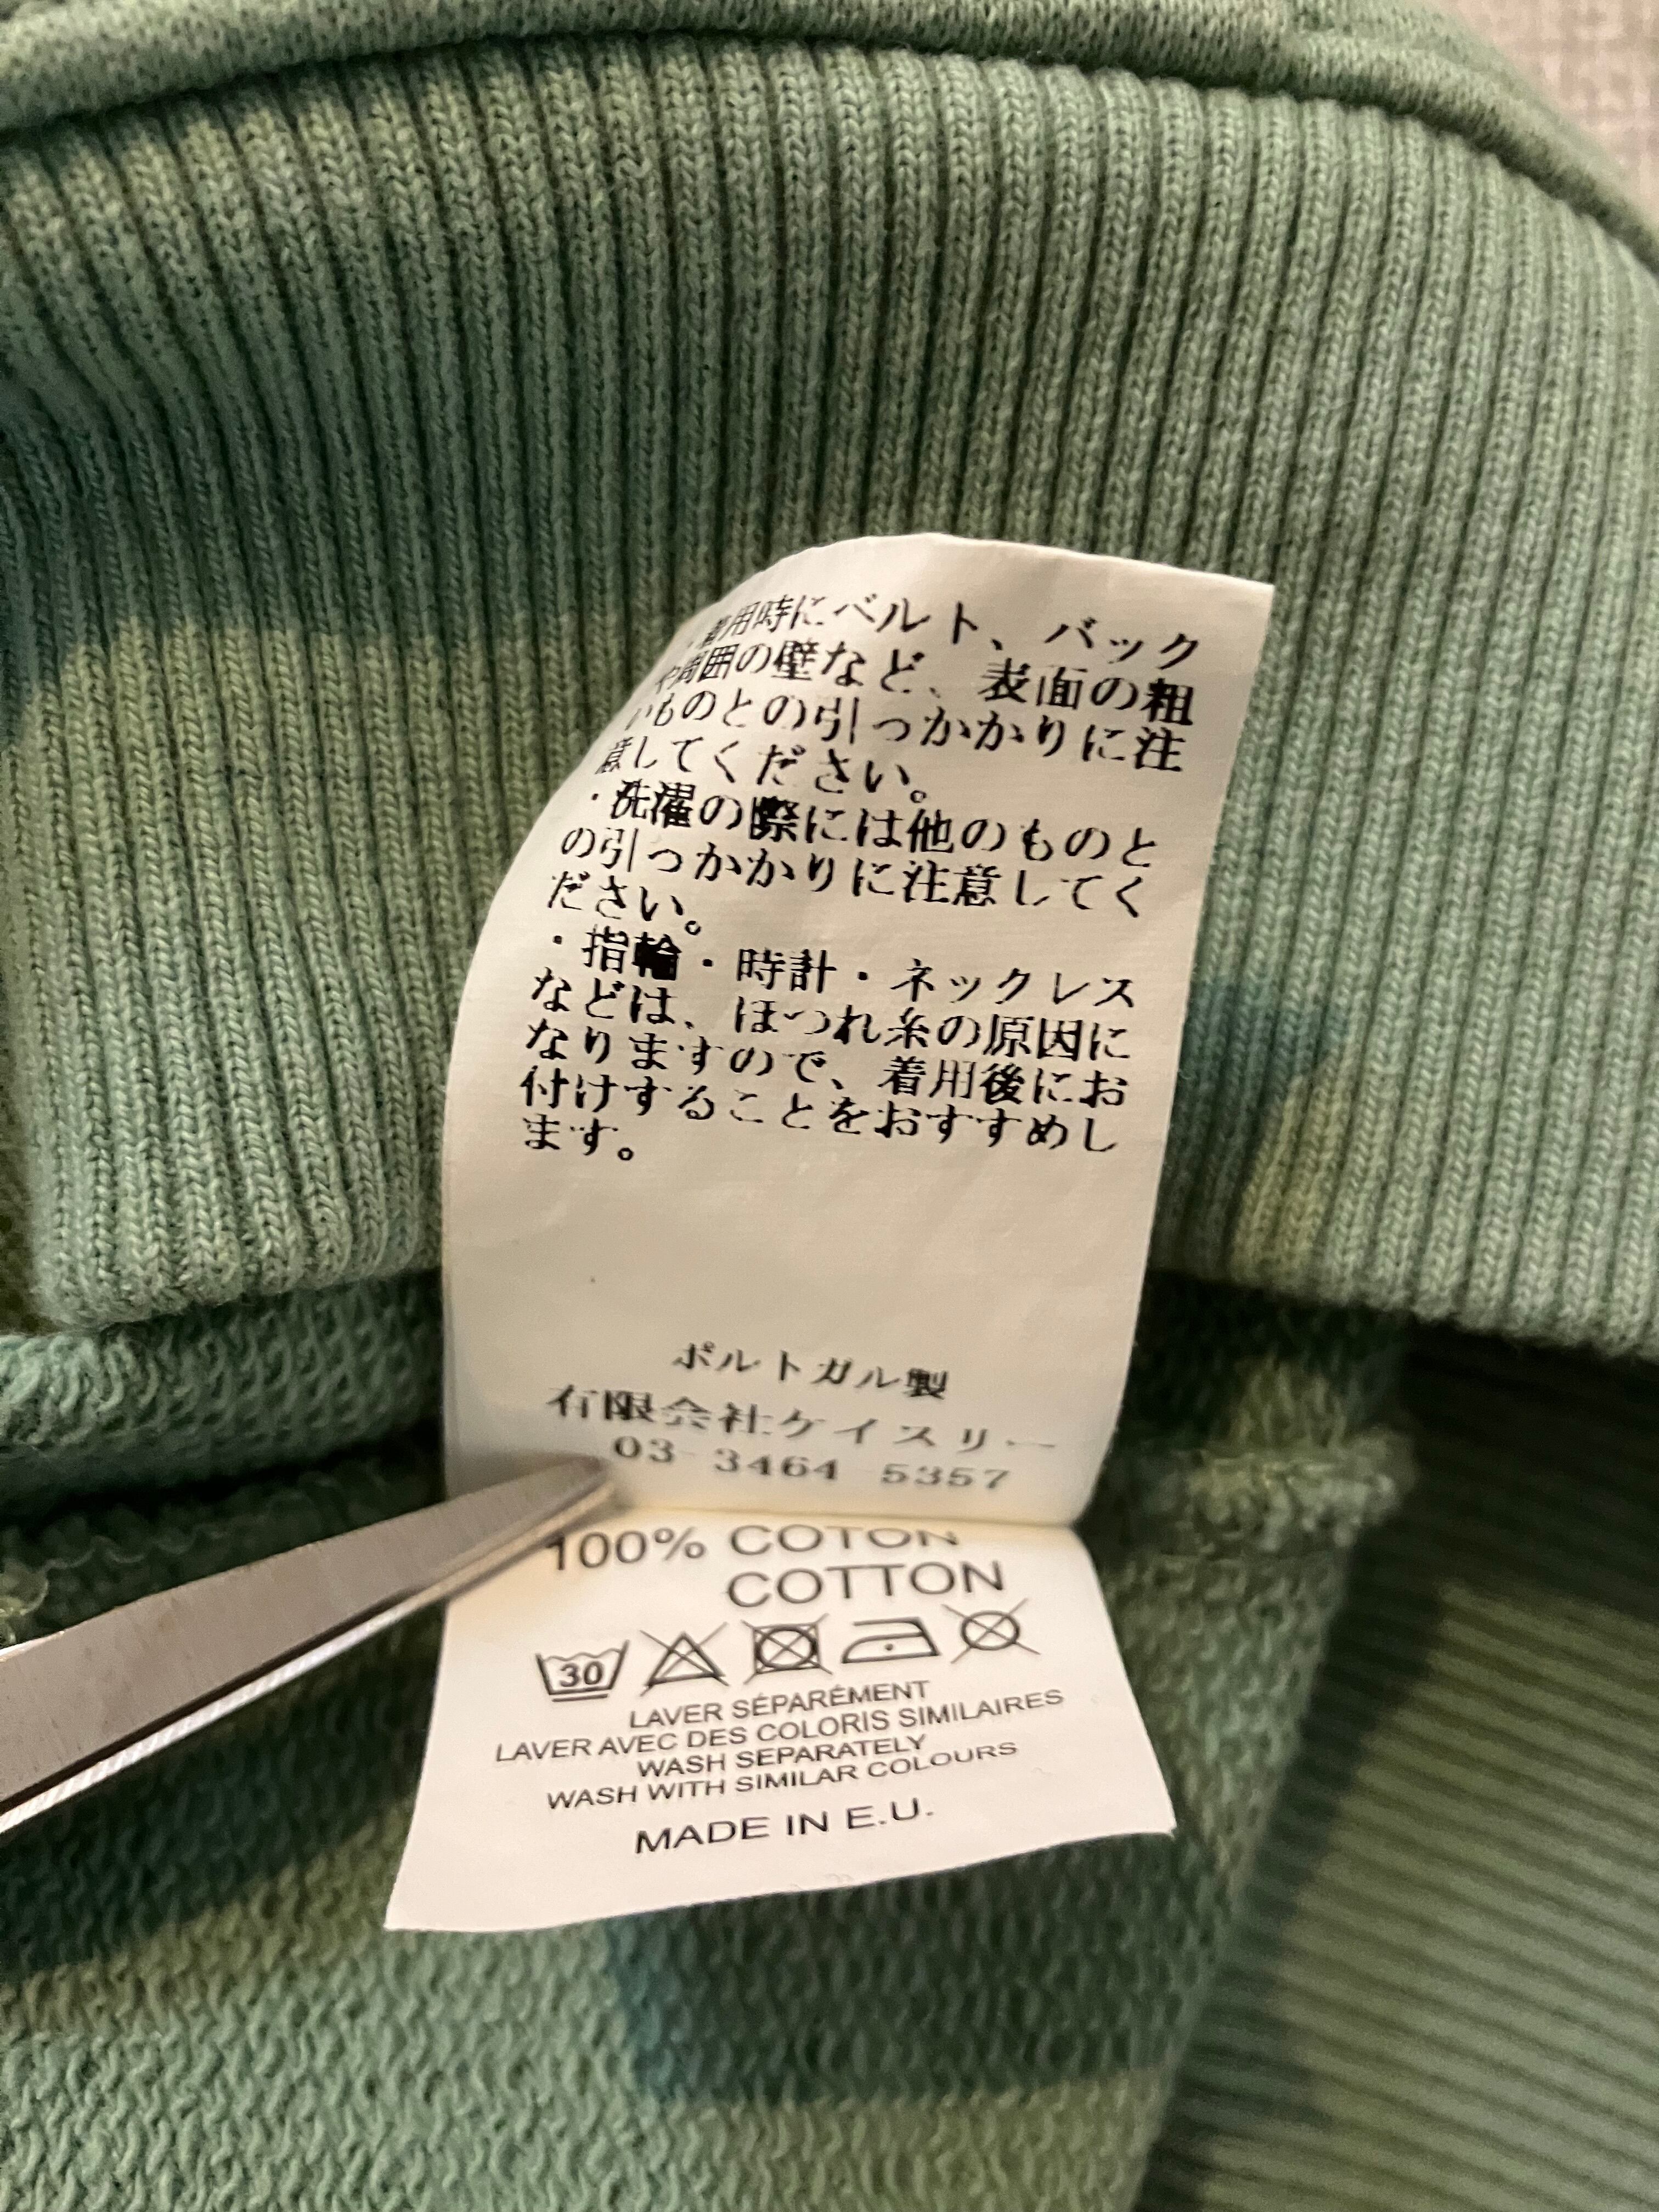 ・着用時にベルト、バック
や周囲の壁など、表面の粗
いものとの引っかかりに注
意してください。
・洗濯の際には他のものと
の引っかかりに注意してく
ださい。
・指輪・時計・ネックレス
などは、ほつれ糸の原因に
なりますので、着用後にお
付けすることをおすすめし
ます。
ポルトガル製
有限会社ケイスリー
03-3464-5357
100% COTON
COTTON
30
LAVER SÉPARÉMENT
LAVER AVEC DES COLORIS SIMILAIRES
WASH SEPARATELY
WASH WITH SIMILAR COLOURS
MADE IN E.U.